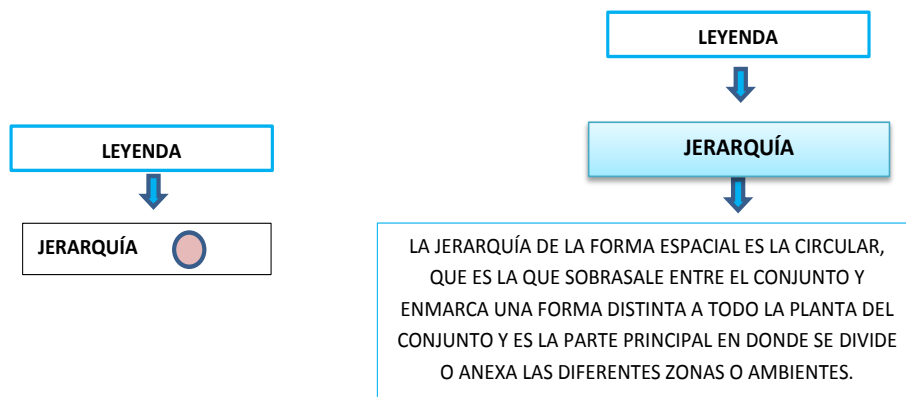 LEYENDA
JERARQUÍA
LEYENDA
JERARQUÍA
LA JERARQUÍA DE LA FORMA ESPACIAL ES LA CIRCULAR,
QUE ES LA QUE SOBRASALE ENTRE EL CONJUNTO Y
ENMARCA UNA FORMA DISTINTA A TODO LA PLANTA DEL
CONJUNTO Y ES LA PARTE PRINCIPAL EN DONDE SE DIVIDE
O ANEXA LAS DIFERENTES ZONAS O AMBIENTES.